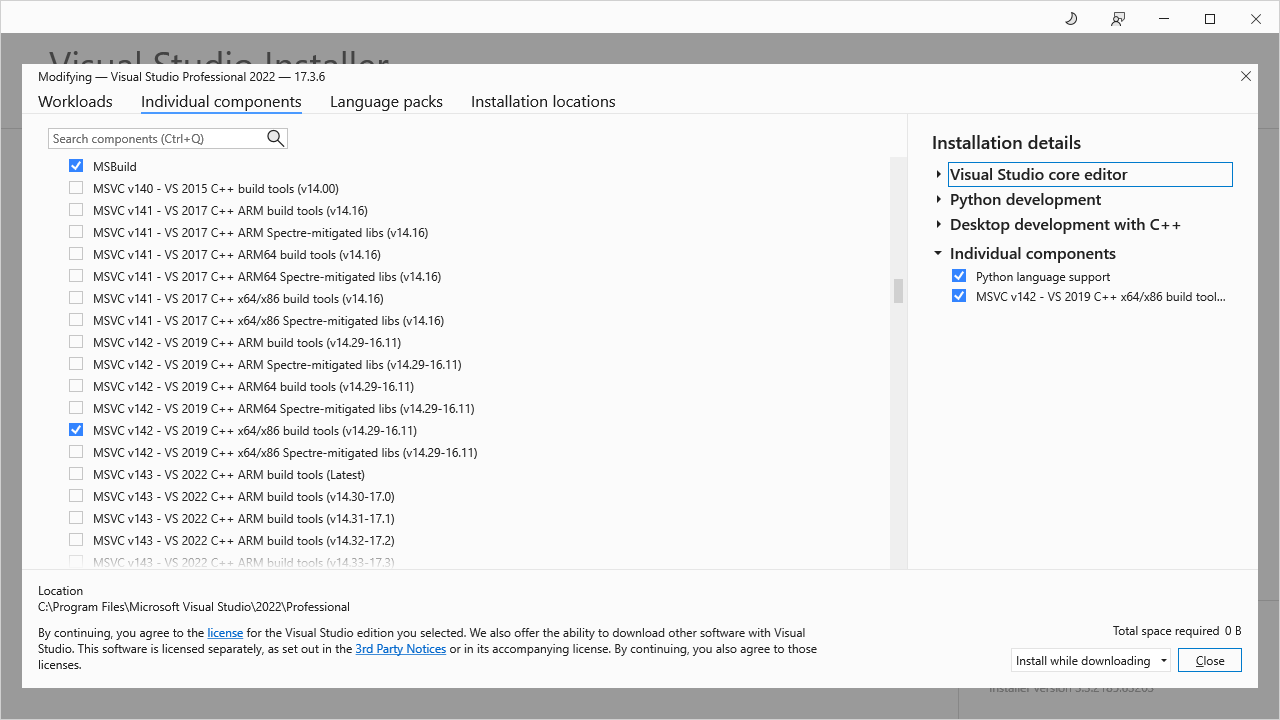 Visual Studio Installer
Modifying — Visual Studio Professional 2022 — 17.3.6
Workloads
Individual components
Language packs
Installation locations
Search components (Ctrl+Q)
MSBuild
MSVC v140 - VS 2015 C++ build tools (v14.00)
MSVC v141 - VS 2017 C++ ARM build tools (v14.16)
MSVC v141 - VS 2017 C++ ARM Spectre-mitigated libs (v14.16)
MSVC v141 - VS 2017 C++ ARM64 build tools (v14.16)
MSVC v141 - VS 2017 C++ ARM64 Spectre-mitigated libs (v14.16)
MSVC v141 - VS 2017 C++ x64/x86 build tools (v14.16)
MSVC v141 - VS 2017 C++ x64/x86 Spectre-mitigated libs (v14.16)
MSVC v142 - VS 2019 C++ ARM build tools (v14.29-16.11)
MSVC v142 - VS 2019 C++ ARM Spectre-mitigated libs (v14.29-16.11)
MSVC v142 - VS 2019 C++ ARM64 build tools (v14.29-16.11)
MSVC v142 - VS 2019 C++ ARM64 Spectre-mitigated libs (v14.29-16.11)
MSVC v142 - VS 2019 C++ x64/x86 build tools (v14.29-16.11)
MSVC v142 - VS 2019 C++ x64/x86 Spectre-mitigated libs (v14.29-16.11)
MSVC v143 - VS 2022 C++ ARM build tools (Latest)
MSVC v143 - VS 2022 C++ ARM build tools (v14.30-17.0)
MSVC v143 - VS 2022 C++ ARM build tools (v14.31-17.1)
MSVC v143 - VS 2022 C++ ARM build tools (v14.32-17.2)
MSVC v143 - VS 2022 C++ ARM build tools (v14.33-17.3)
Installation details
Visual Studio core editor
Python development
Desktop development with C++
Individual components
Python language support
MSVC v142 - VS 2019 C++ x64/x86 build tool...
Location
C:\Program Files\Microsoft Visual Studio\2022\Professional
By continuing, you agree to the license for the Visual Studio edition you selected. We also offer the ability to download other software with Visual
Studio. This software is licensed separately, as set out in the 3rd Party Notices or in its accompanying license. By continuing, you also agree to those
licenses.
Total space required 0 B
Install while downloading
Close
Installer version